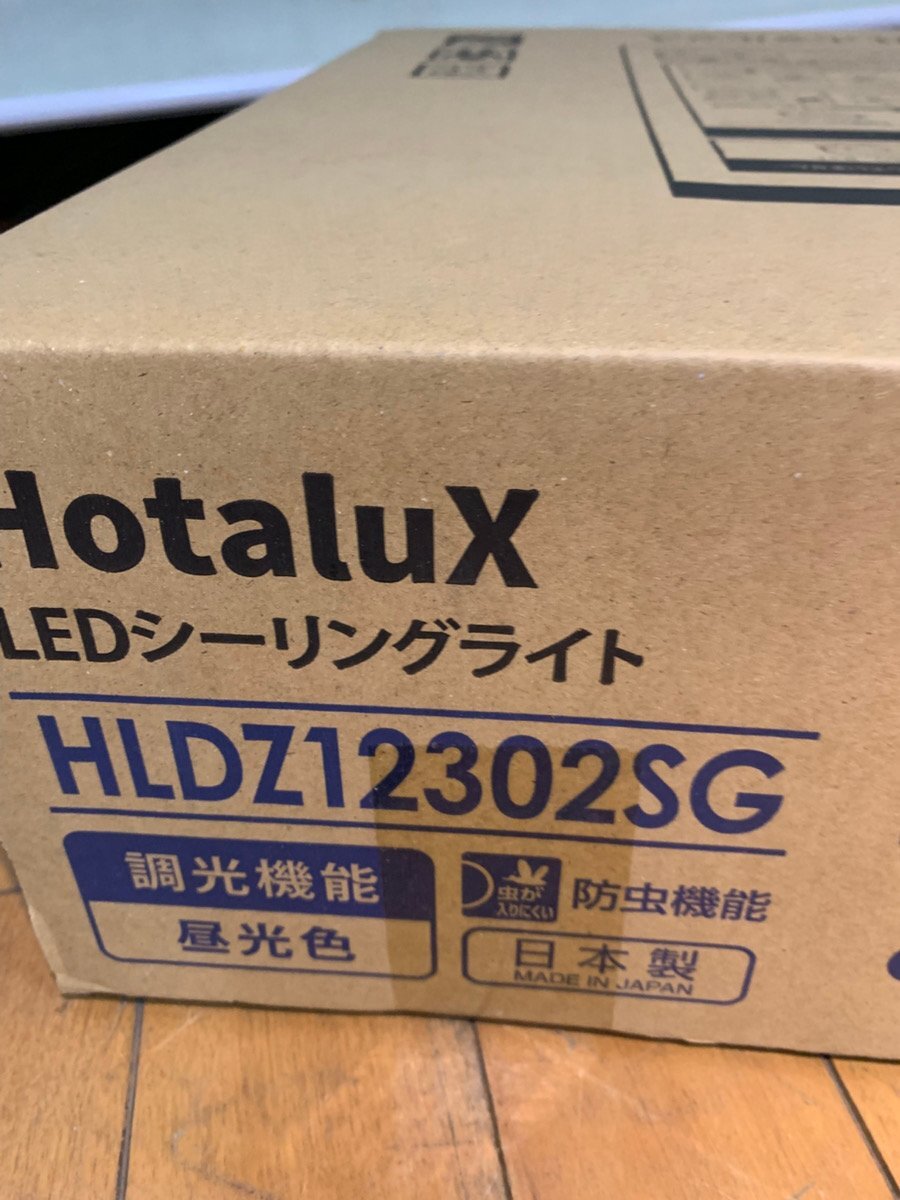 HotaluX
LEDシーリングライト
HLDZ12302SG
調光機能
昼光色
虫が
入りにくい
防虫機能
日本製
MADE IN JAPAN